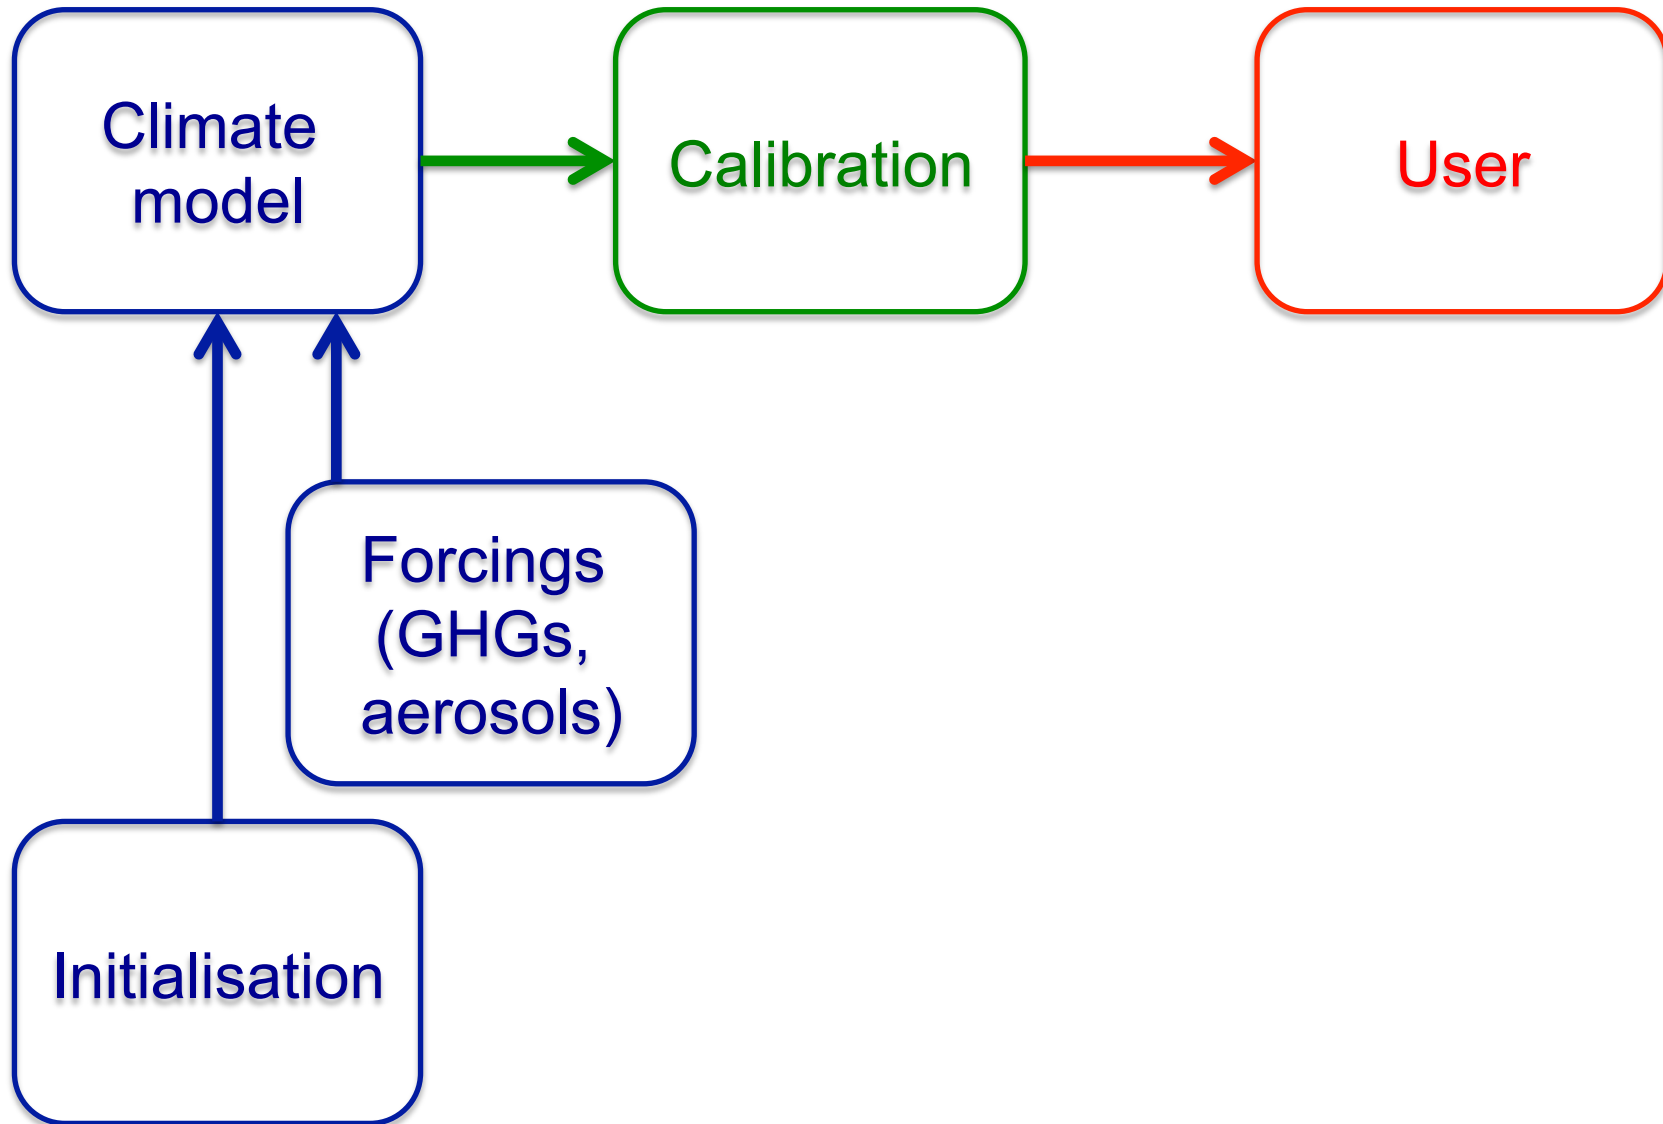 Climate
model
Calibration
User
Forcings
(GHGs,
aerosols)
Initialisation